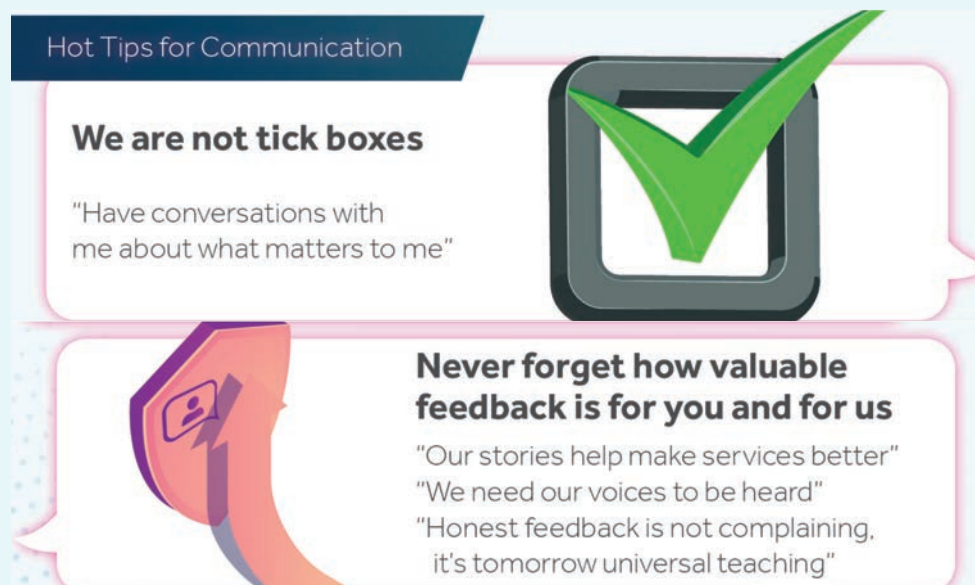 Hot Tips for Communication
We are not tick boxes
“Have conversations with
me about what matters to me”
Never forget how valuable
feedback is for you and for us
“Our stories help make services better”
“We need our voices to be heard”
“Honest feedback is not complaining,
it's tomorrow universal teaching”